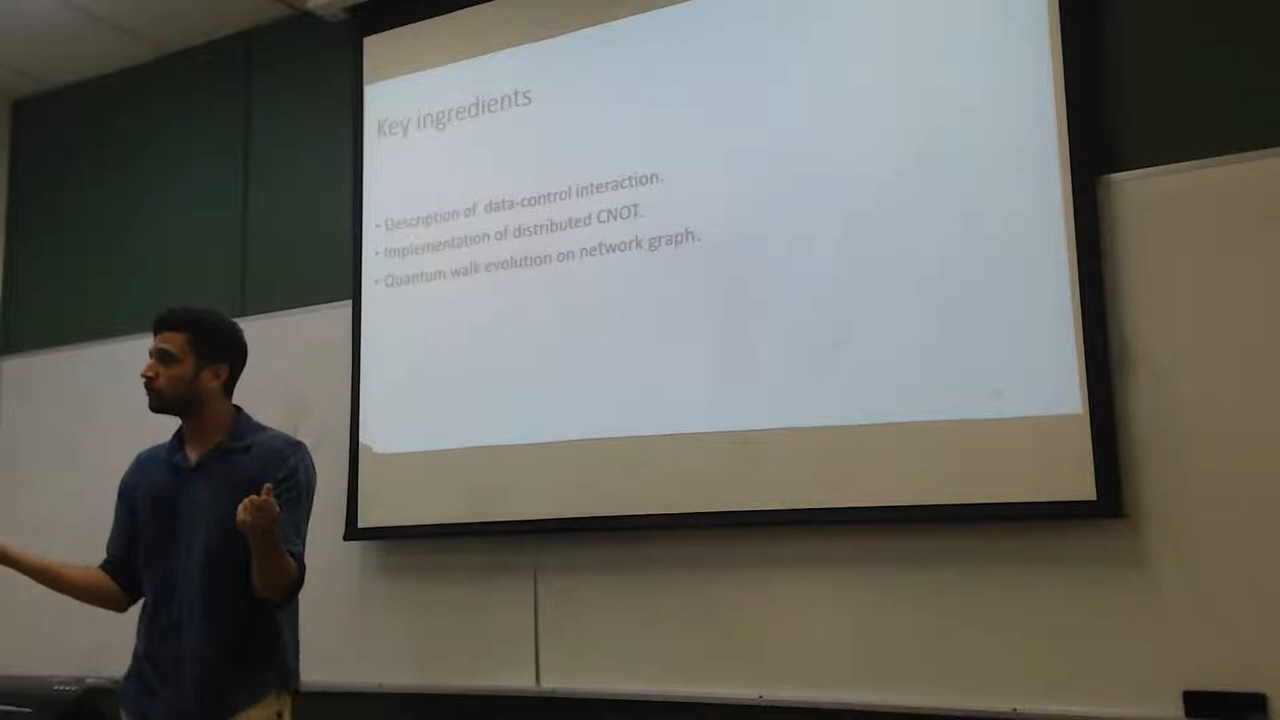 Key ingredients
• Description of data-control interaction.
• Implementation of distributed CNOT.
• Quantum walk evolution on network graph.